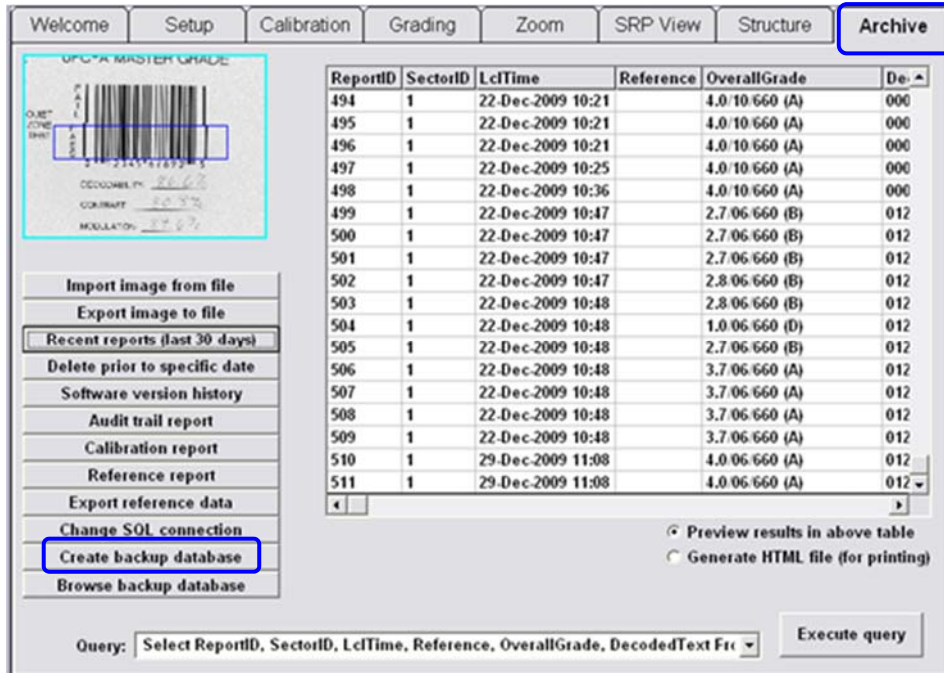 Welcome Setup Calibration Grading Zoom SRP View Structure Archive
UPC-A MASTER GRADE
QUIET
ZONE
FAIL
PASS
DECODABILITY
CONTRAST
MODULATION
Import image from file
Export image to file
Recent reports (last 30 days)
Delete prior to specific date
Software version history
Audit trail report
Calibration report
Reference report
Export reference data
Change SQL connection
Create backup database
Browse backup database
ReportID SectorID LclTime Reference OverallGrade De
494 1 22-Dec-2009 10:21 4.0/10/660 (A) 000
495 1 22-Dec-2009 10:21 4.0/10/660 (A) 000
496 1 22-Dec-2009 10:21 4.0/10/660 (A) 000
497 1 22-Dec-2009 10:25 4.0/10/660 (A) 000
498 1 22-Dec-2009 10:36 4.0/10/660 (A) 000
499 1 22-Dec-2009 10:47 2.7/06/660 (B) 012
500 1 22-Dec-2009 10:47 2.7/06/660 (B) 012
501 1 22-Dec-2009 10:47 2.7/06/660 (B) 012
502 1 22-Dec-2009 10:47 2.8/06/660 (B) 012
503 1 22-Dec-2009 10:48 2.8/06/660 (B) 012
504 1 22-Dec-2009 10:48 1.0/06/660 (D) 012
505 1 22-Dec-2009 10:48 2.7/06/660 (B) 012
506 1 22-Dec-2009 10:48 3.7/06/660 (A) 012
507 1 22-Dec-2009 10:48 3.7/06/660 (A) 012
508 1 22-Dec-2009 10:48 3.7/06/660 (A) 012
509 1 22-Dec-2009 10:48 3.7/06/660 (A) 012
510 1 29-Dec-2009 11:08 4.0/06/660 (A) 012
511 1 29-Dec-2009 11:08 4.0/06/660 (A) 012
Preview results in above table
Generate HTML file (for printing)
Query: Select ReportID, SectorID, LclTime, Reference, OverallGrade, DecodedText Fr
Execute query